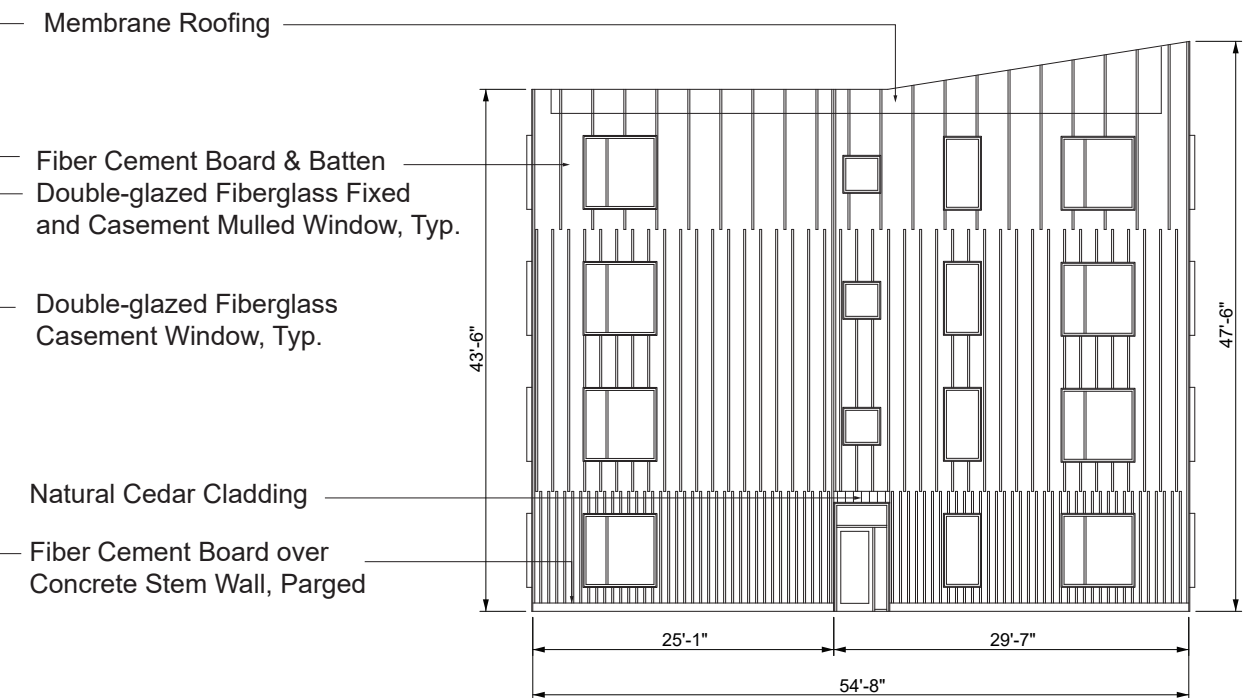 Membrane Roofing
Fiber Cement Board & Batten
Double-glazed Fiberglass Fixed
and Casement Mulled Window, Typ.
Double-glazed Fiberglass
Casement Window, Typ.
Natural Cedar Cladding
Fiber Cement Board over
Concrete Stem Wall, Parged
43'-6"
47'-6"
25'-1"
29'-7"
54'-8"